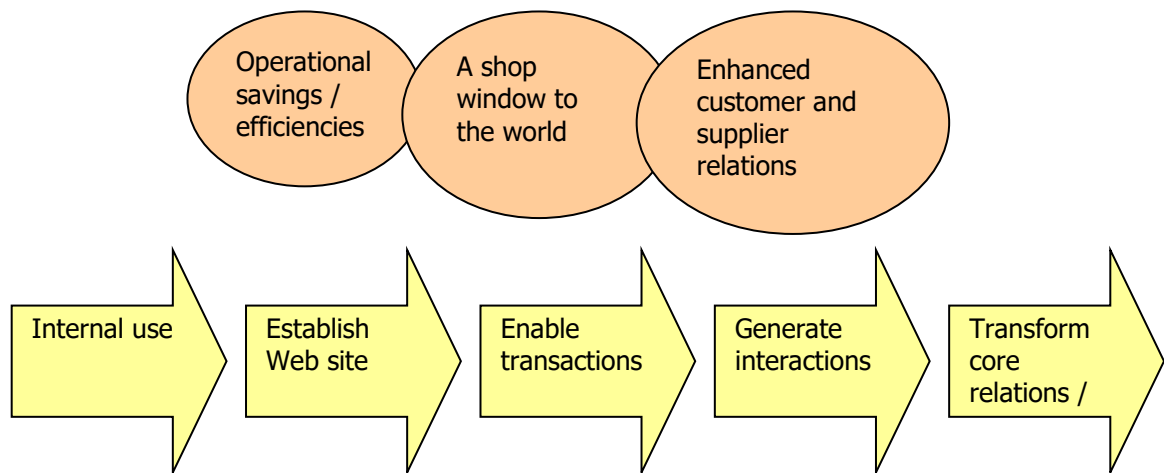 Operational
savings /
efficiencies
A shop
window to
the world
Enhanced
customer and
supplier
relations
Internal use
Establish
Web site
Enable
transactions
Generate
interactions
Transform
core
relations /